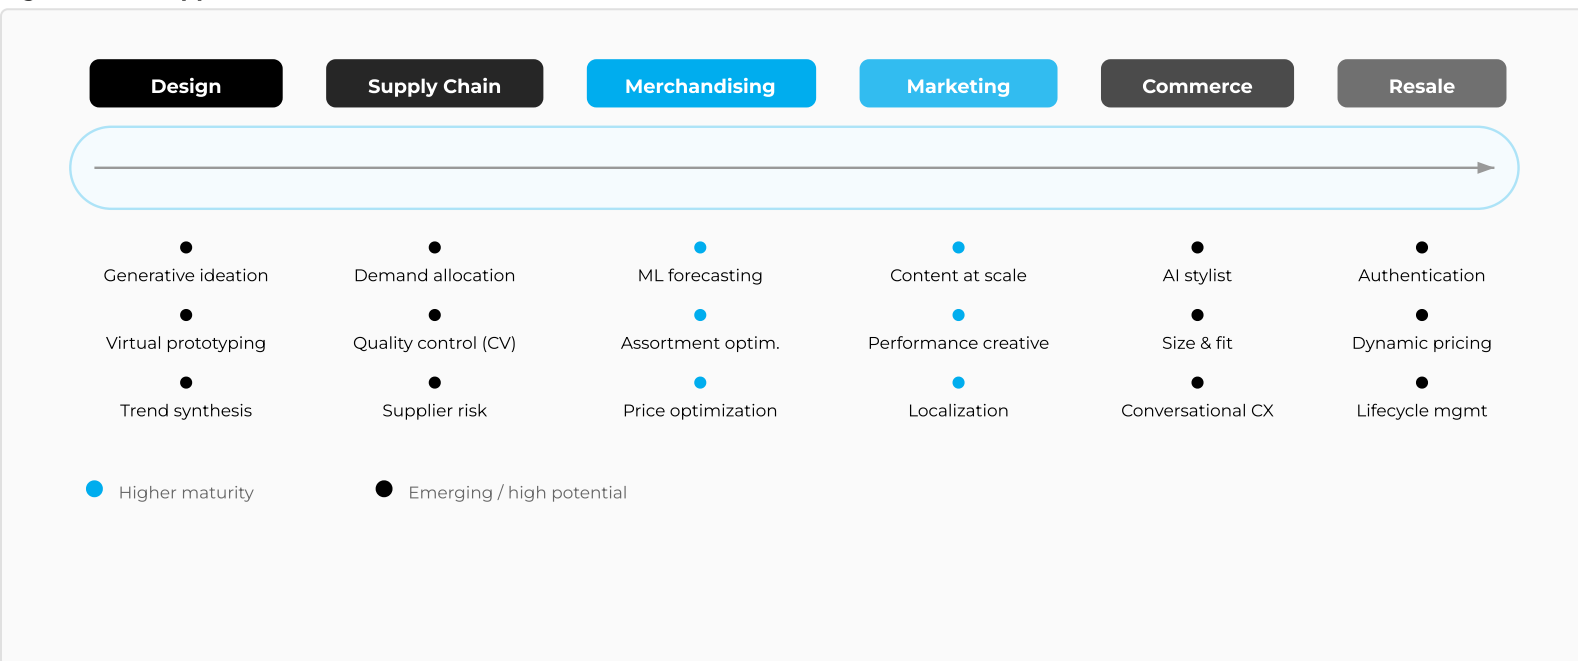 Design
Supply Chain
Merchandising
Marketing
Commerce
Resale
Generative ideation
Demand allocation
ML forecasting
Content at scale
AI stylist
Authentication
Virtual prototyping
Quality control (CV)
Assortment optim.
Performance creative
Size & fit
Dynamic pricing
Trend synthesis
Supplier risk
Price optimization
Localization
Conversational CX
Lifecycle mgmt
Higher maturity
Emerging / high potential